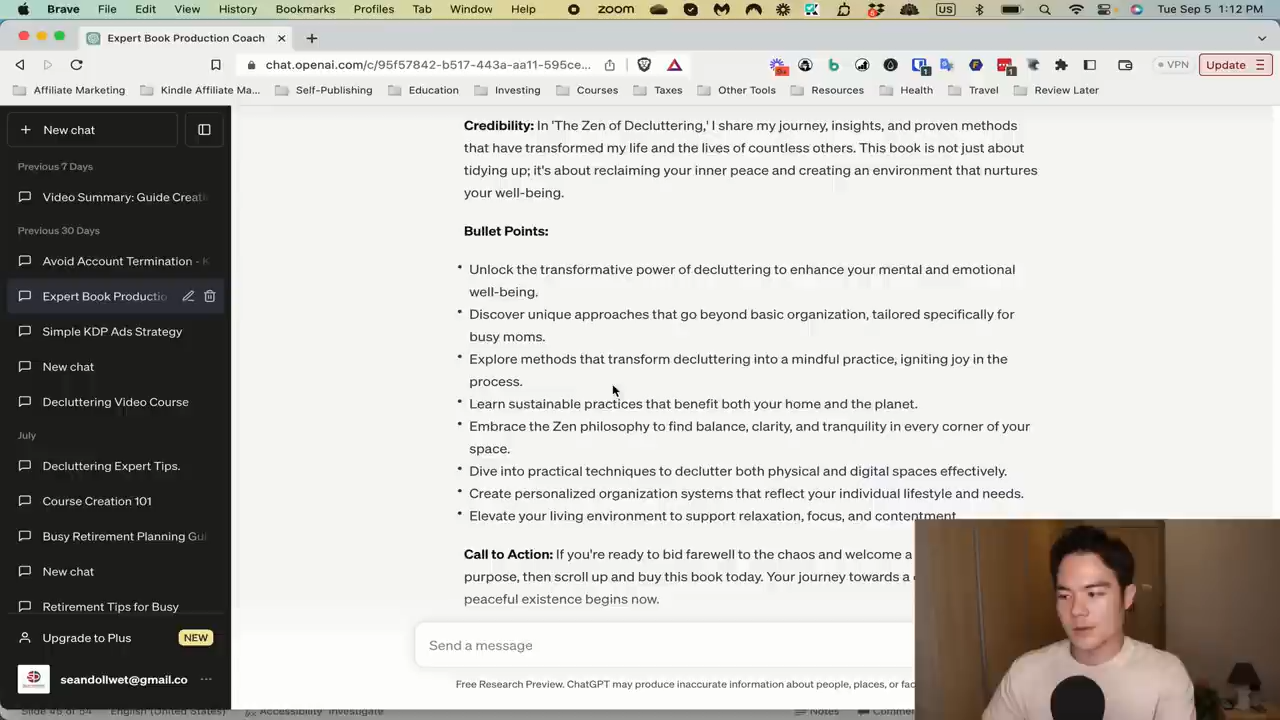 Brave File Edit View History Bookmarks Profiles Tab Window Help zoom US Tue Sep 5 1:12 PM
Expert Book Production Coach
chat.openai.com/c/95f57842-b517-443a-aa11-595ce... 9+ 1 1 VPN Update
Affiliate Marketing Kindle Affiliate Ma... Self-Publishing Education Investing Courses Taxes Other Tools Resources Health Travel Review Later
New chat
Previous 7 Days
Video Summary: Guide Creati
Previous 30 Days
Avoid Account Termination - K
Expert Book Productio
Simple KDP Ads Strategy
New chat
Decluttering Video Course
July
Decluttering Expert Tips.
Course Creation 101
Busy Retirement Planning Gui
New chat
Retirement Tips for Busy
Upgrade to Plus NEW
seandollwet@gmail.co ...
Credibility: In 'The Zen of Decluttering,' I share my journey, insights, and proven methods
that have transformed my life and the lives of countless others. This book is not just about
tidying up; it's about reclaiming your inner peace and creating an environment that nurtures
your well-being.
Bullet Points:
• Unlock the transformative power of decluttering to enhance your mental and emotional
well-being.
• Discover unique approaches that go beyond basic organization, tailored specifically for
busy moms.
• Explore methods that transform decluttering into a mindful practice, igniting joy in the
process.
• Learn sustainable practices that benefit both your home and the planet.
• Embrace the Zen philosophy to find balance, clarity, and tranquility in every corner of your
space.
• Dive into practical techniques to declutter both physical and digital spaces effectively.
• Create personalized organization systems that reflect your individual lifestyle and needs.
• Elevate your living environment to support relaxation, focus, and contentment
Call to Action: If you're ready to bid farewell to the chaos and welcome a
purpose, then scroll up and buy this book today. Your journey towards a
peaceful existence begins now.
Send a message
Free Research Preview. ChatGPT may produce inaccurate information about people, places, or fac
English (United States) Accessibility: Investigate Notes